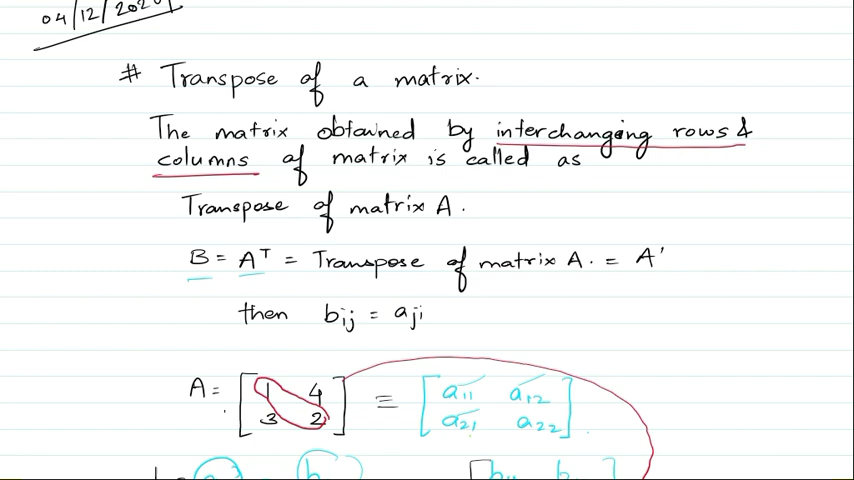 04/12/2020
# Transpose of a matrix.
The matrix obtained by interchanging rows &
columns of matrix is called as
Transpose of matrix A.
B = Aᵀ = Transpose of matrix A. = A'
then bij = aji
A = [1 4 ≡ [a11 a12
3 2] a21 a22]